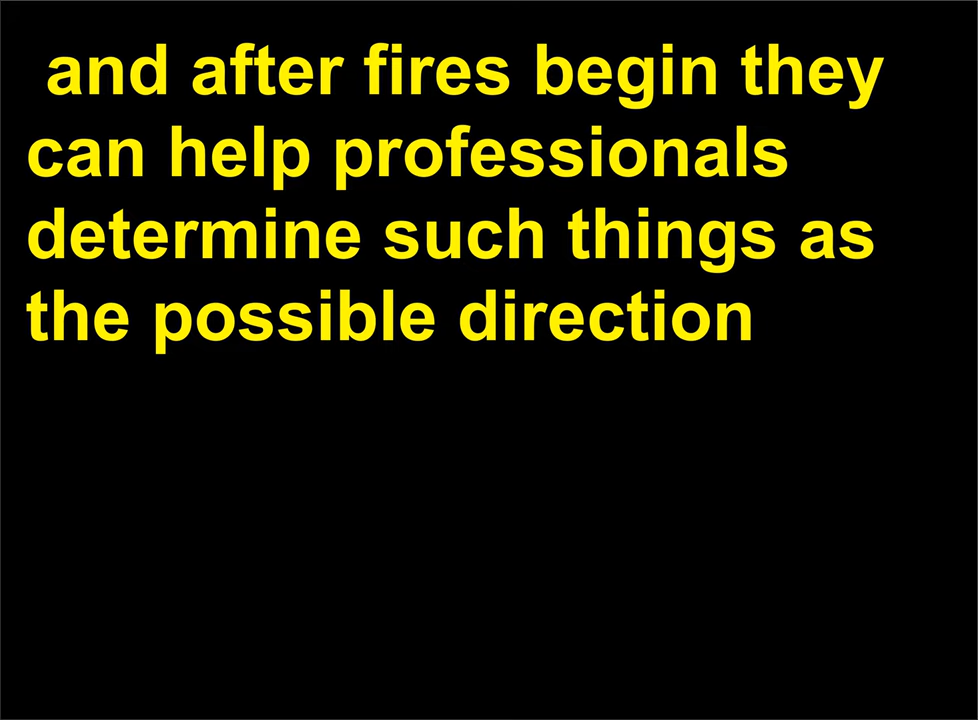 and after fires begin they
can help professionals
determine such things as
the possible direction